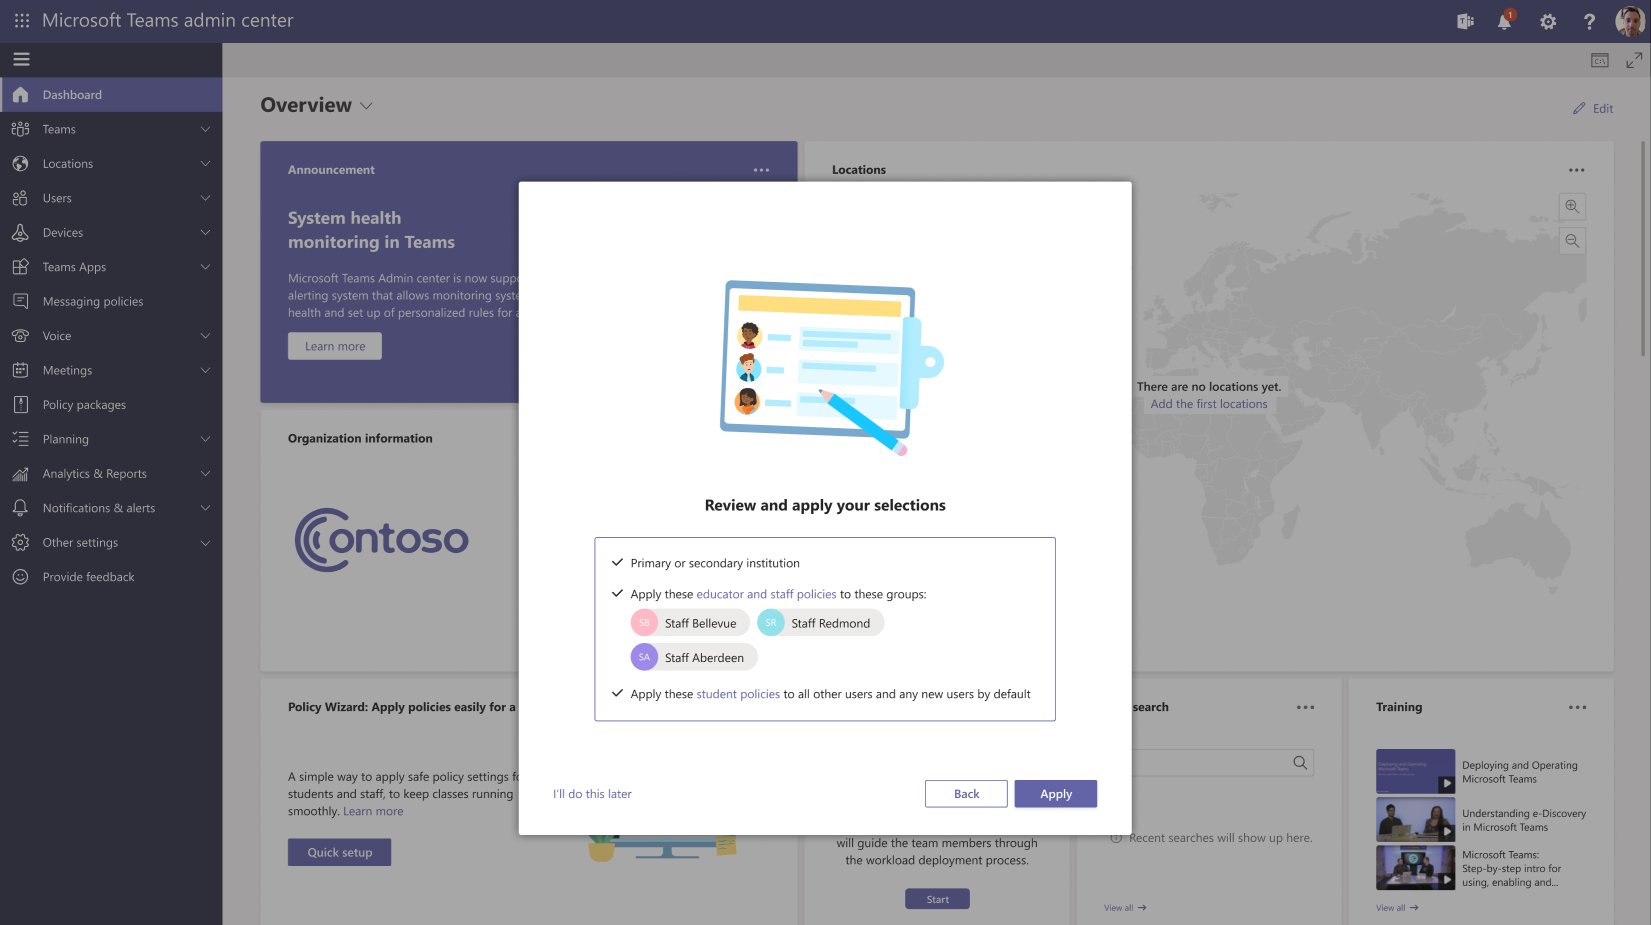 Microsoft Teams admin center
1
Dashboard
Teams
Locations
Users
Devices
Teams Apps
Messaging policies
Voice
Meetings
Policy packages
Planning
Analytics & Reports
Notifications & alerts
Other settings
Provide feedback
Overview
Edit
Announcement
System health
monitoring in Teams
Microsoft Teams Admin center is now
alerting system that allows monitoring
health and set up of personalized rules for
Learn more
Locations
There are no locations yet.
Add the first locations
Organization information
Contoso
Review and apply your selections
Primary or secondary institution
Apply these educator and staff policies to these groups:
SB Staff Bellevue
SR Staff Redmond
SA Staff Aberdeen
Apply these student policies to all other users and any new users by default
I'll do this later
Back
Apply
Policy Wizard: Apply policies easily for a
A simple way to apply safe policy settings
students and staff, to keep classes running
smoothly. Learn more
Quick setup
will guide the team members through
the workload deployment process.
Start
search
Recent searches will show up here.
View all
Training
Deploying and Operating
Microsoft Teams
Understanding e-Discovery
in Microsoft Teams
Microsoft Teams:
Step-by-step intro for
using, enabling and...
View all